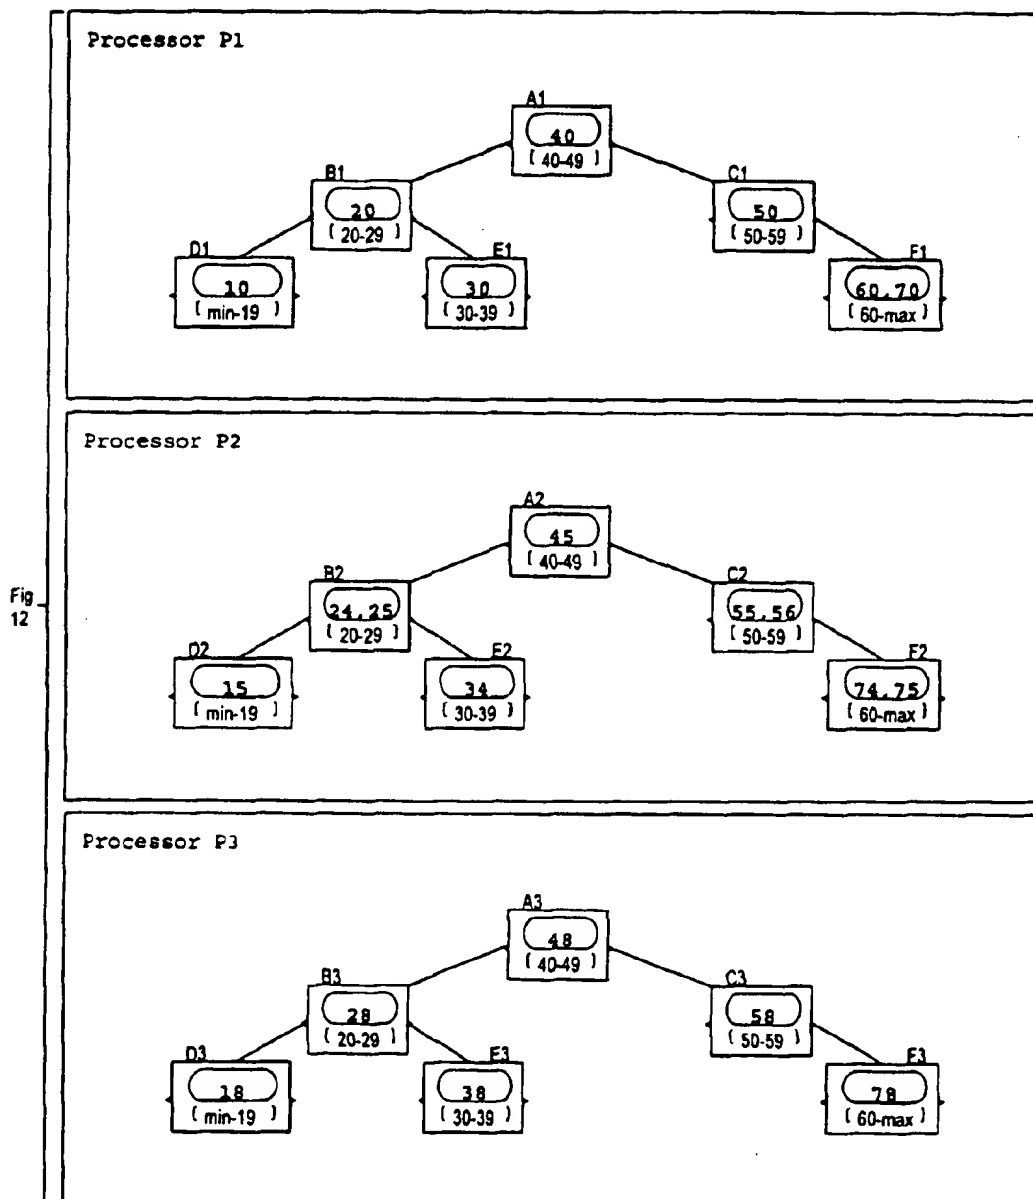 Processor P1
A1
40
( 40-49 )
B1
20
( 20-29 )
C1
50
( 50-59 )
D1
10
( min-19 )
E1
30
( 30-39 )
F1
60,70
( 60-max )
Processor P2
A2
45
( 40-49 )
B2
24,25
( 20-29 )
C2
55,56
( 50-59 )
D2
15
( min-19 )
E2
34
( 30-39 )
F2
74,75
( 60-max )
Fig
12
Processor P3
A3
48
( 40-49 )
B3
28
( 20-29 )
C3
58
( 50-59 )
D3
18
( min-19 )
E3
38
( 30-39 )
F3
78
( 60-max )